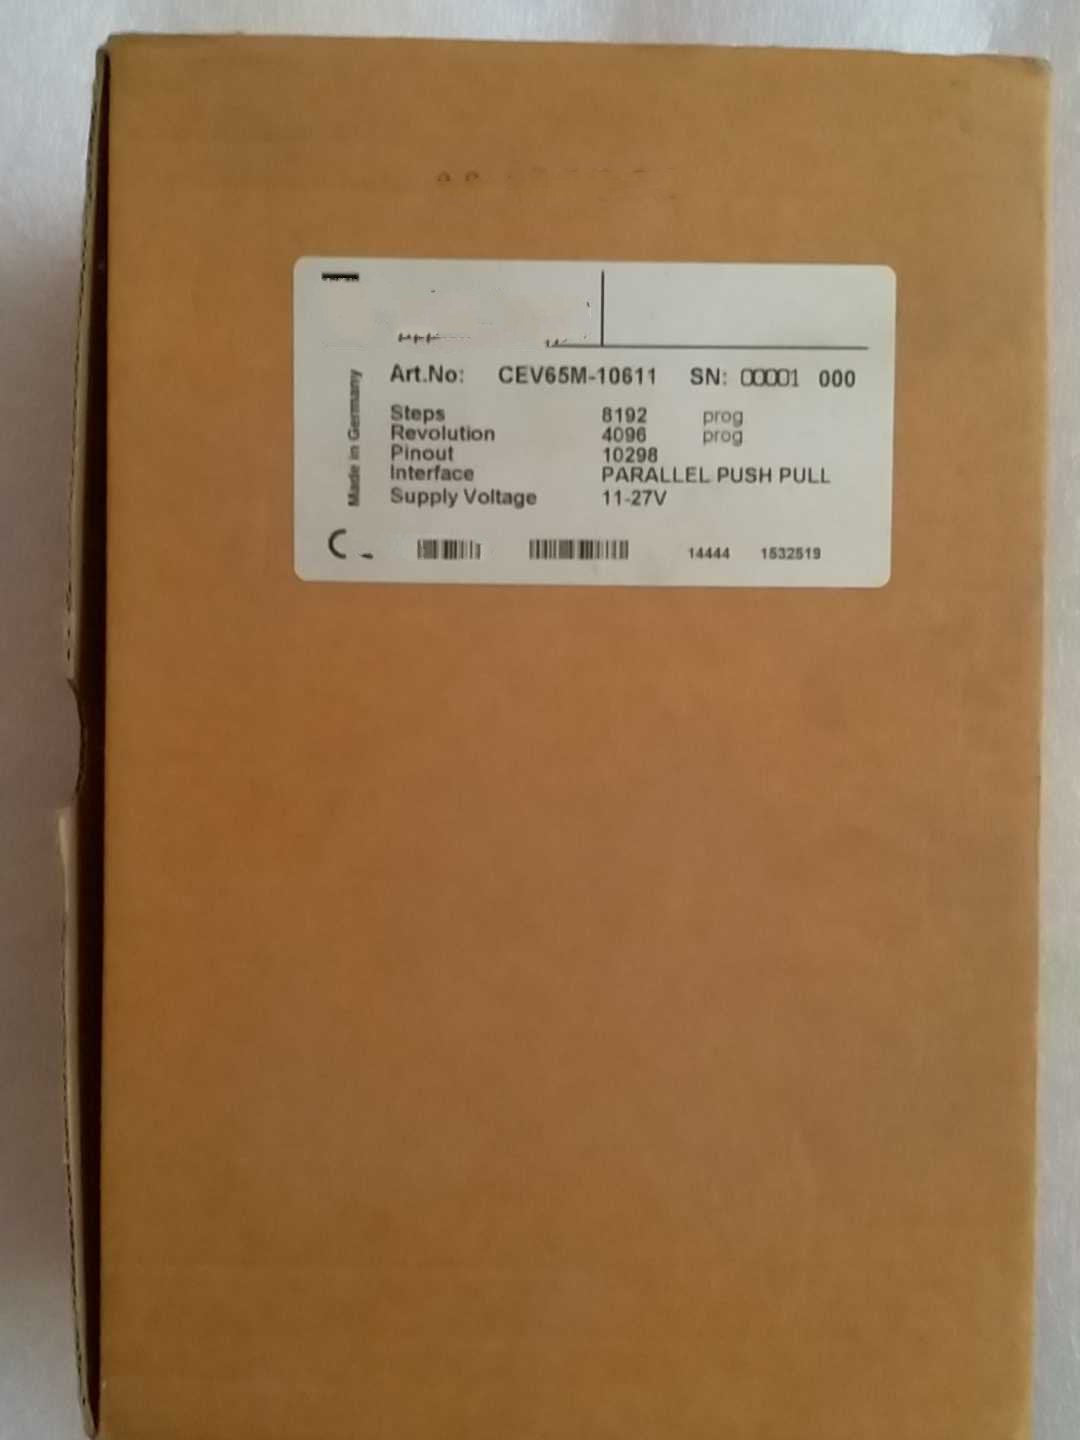 Art.No: CEV65M-10611 SN: 00001 000
Made in Germany
Steps 8192 prog
Revolution 4096 prog
Pinout 10298
Interface PARALLEL PUSH PULL
Supply Voltage 11-27V
14444 1532519